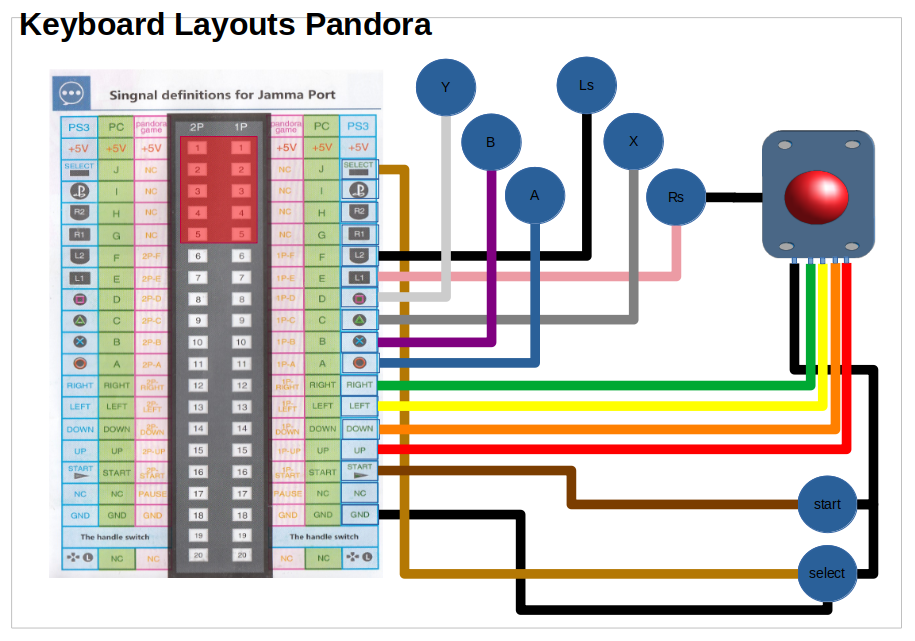 Keyboard Layouts Pandora
Singnal definitions for Jamma Port
PS3 PC pandora game 2P 1P pandora game PC PS3
+5V +5V +5V 1 1 +5V +5V +5V
SELECT J NC 2 2 NC J SELECT
I NC 3 3 NC I
R2 H NC 4 4 NC H R2
R1 G NC 5 5 NC G R1
L2 F 2P-F 6 6 1P-F F L2
L1 E 2P-E 7 7 1P-E E L1
D 2P-D 8 8 1P-D D
C 2P-C 9 9 1P-C C
B 2P-B 10 10 1P-B B
A 2P-A 11 11 1P-A A
RIGHT RIGHT 2P-RIGHT 12 12 1P-RIGHT RIGHT RIGHT
LEFT LEFT 2P-LEFT 13 13 1P-LEFT LEFT LEFT
DOWN DOWN 2P-DOWN 14 14 1P-DOWN DOWN DOWN
UP UP 2P-UP 15 15 1P-UP UP UP
START START 2P-START 16 16 1P-START START START
NC NC PAUSE 17 17 PAUSE NC NC
GND GND GND 18 18 GND GND GND
The handle switch 19 19 The handle switch
L NC NC 20 20 NC NC L
Y
Ls
B
X
A
Rs
start
select